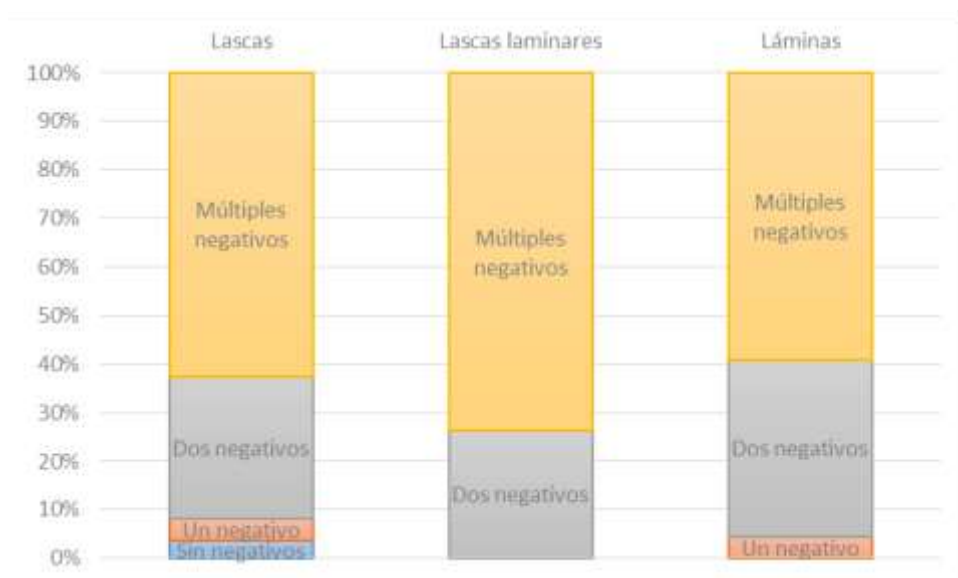 Lascas
Lascas laminares
Láminas
100%
90%
80%
70%
60%
50%
40%
30%
20%
10%
0%
Múltiples
negativos
Dos negativos
Un negativo
Sin negativos
Múltiples
negativos
Dos negativos
Múltiples
negativos
Dos negativos
Un negativo